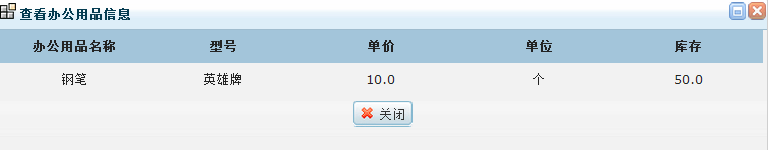 查看办公用品信息
办公用品名称 型号 单价 单位 库存
钢笔 英雄牌 10.0 个 50.0
关闭